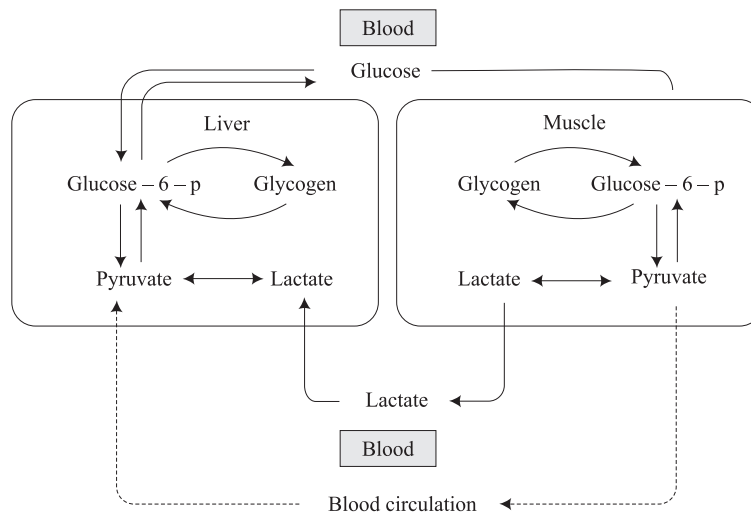 Blood
Glucose
Liver
Muscle
Glucose – 6 – p
Glycogen
Glycogen
Glucose – 6 – p
Pyruvate
Lactate
Lactate
Pyruvate
Lactate
Blood
Blood circulation